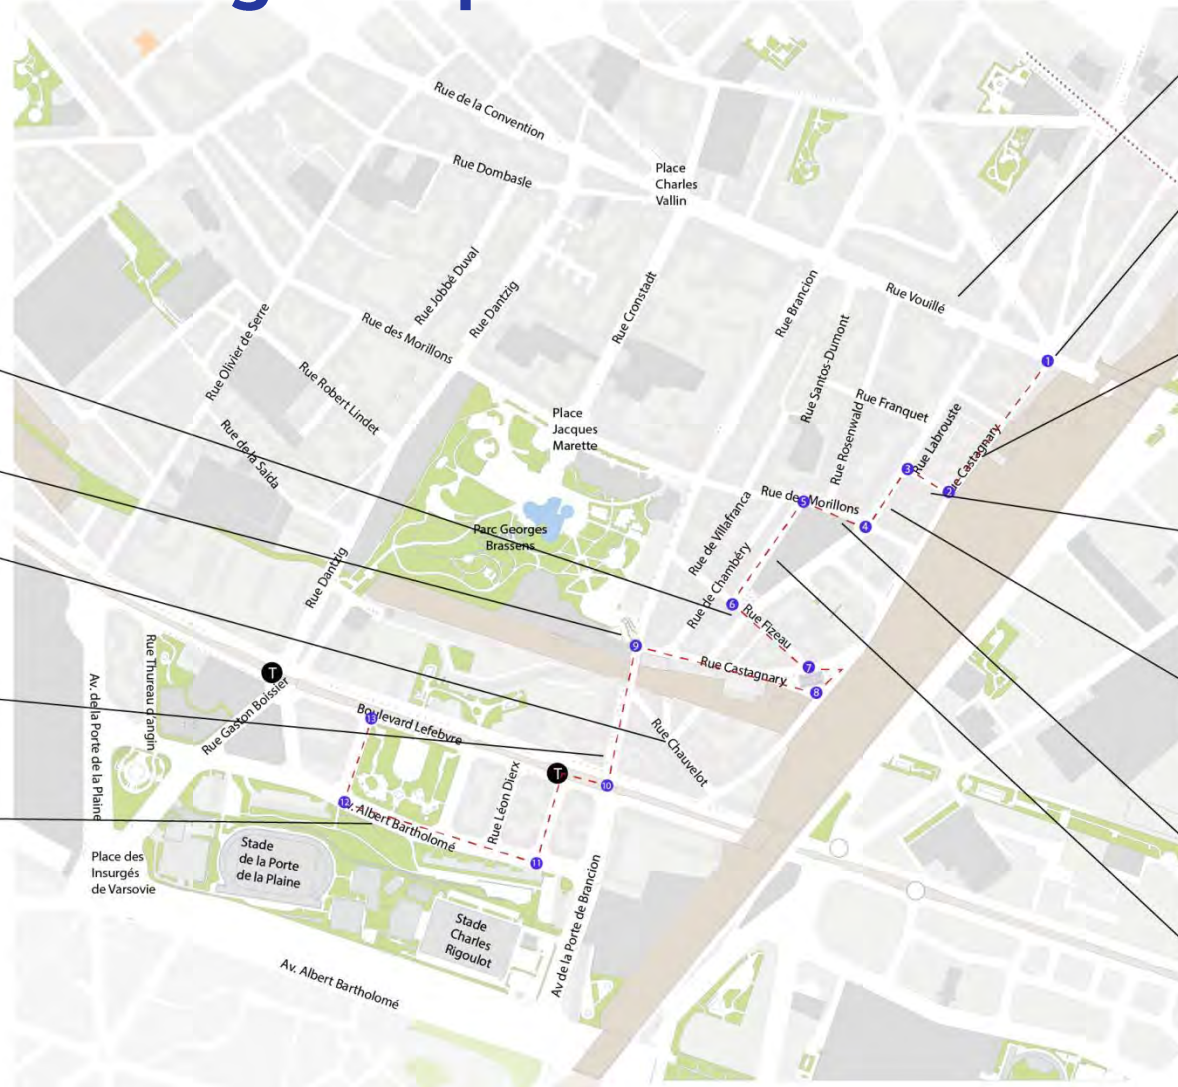 Rue de la Convention
Rue Dombasle
Place
Charles
Vallin
Rue Jobbé Duval
Rue Dantzig
Rue Cronstadt
Rue Brancion
Rue Vouillé
Rue Olivier de Serre
Rue des Morillons
Rue Santos-Dumont
1
Rue Robert Lindet
Rue Franquet
Place
Jacques
Marette
Rue Rosenwald
Rue Labrouste
Rue de la Saida
3
Castagnary
2
Rue de Morillons
5
4
Parc Georges
Brassens
Rue de Villafranca
Rue de Chambéry
Rue Dantzig
6
Rue Fizeau
9
Rue Castagnary
7
8
Rue Thureau d'angin
T
Av. de la Porte de la Plaine
Rue Gaston Boissier
13
Boulevard Lefebvre
Rue Chauvelot
T
10
Rue Léon Dierx
12
Albert Bartholomé
11
Place des
Insurgés
de Varsovie
Stade
de la Porte
de la Plaine
Av de la Porte de Brancion
Stade
Charles
Rigoulot
Av. Albert Bartholomé